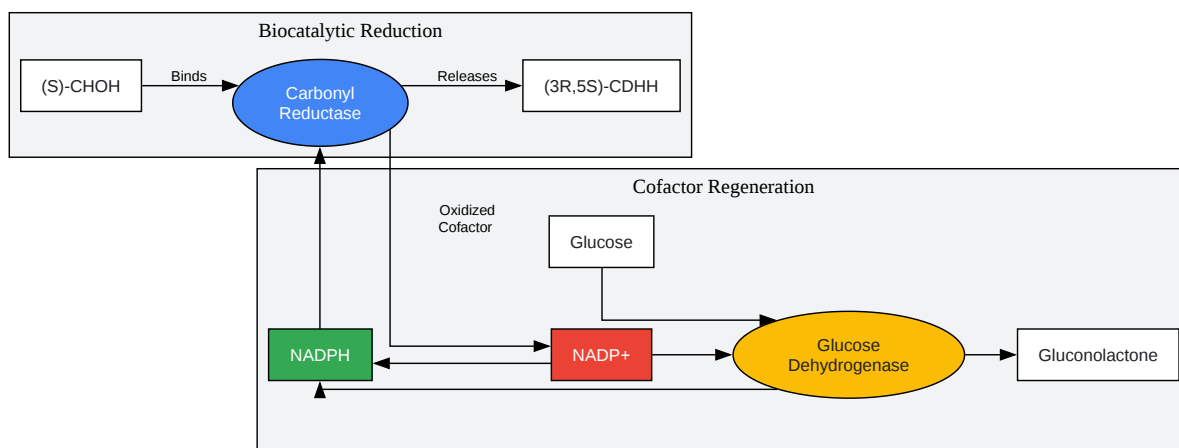 Biocatalytic Reduction
(S)-CHOH
Binds
Carbonyl
Reductase
Releases
(3R,5S)-CDHH
Cofactor Regeneration
Oxidized
Cofactor
Glucose
NADPH
NADP+
Glucose
Dehydrogenase
Gluconolactone